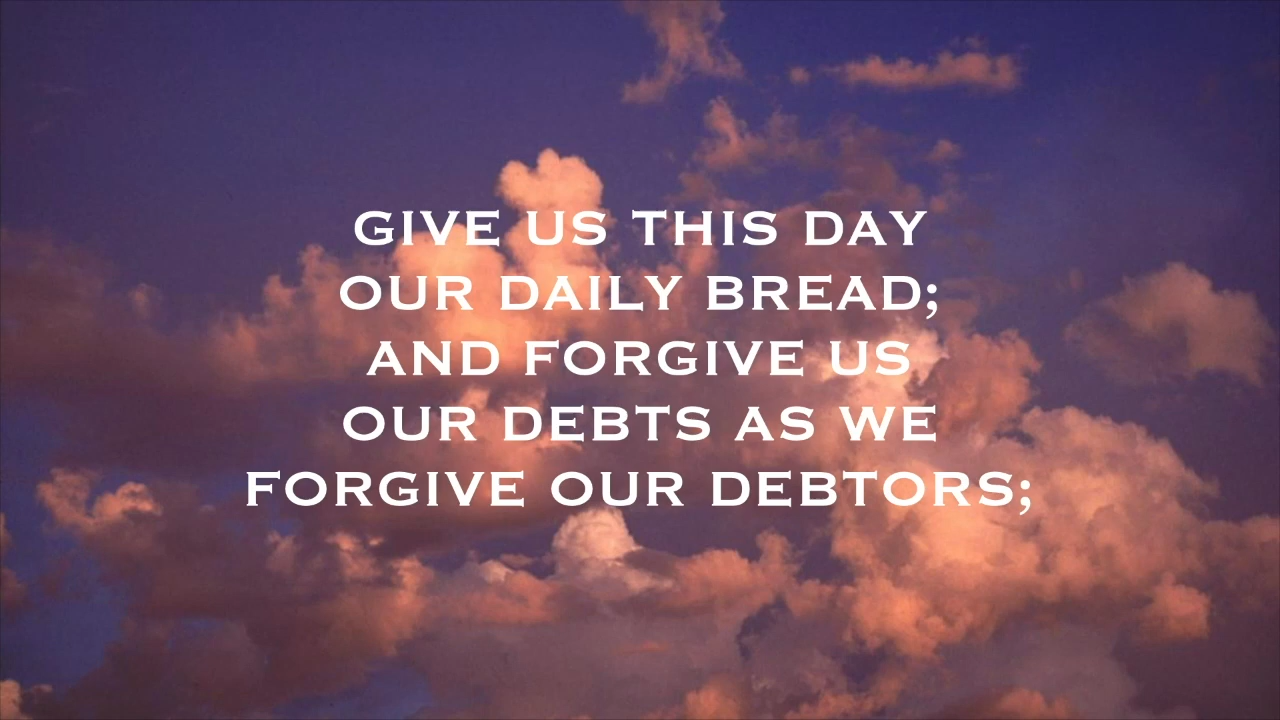 GIVE US THIS DAY
OUR DAILY BREAD;
AND FORGIVE US
OUR DEBTS AS WE
FORGIVE OUR DEBTORS;